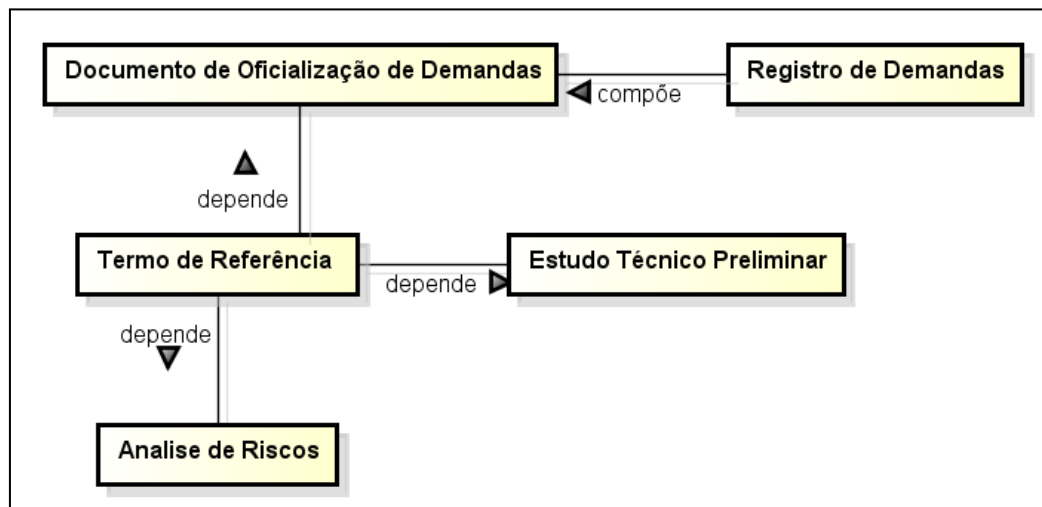 Documento de Oficialização de Demandas
Registro de Demandas
compõe
depende
Termo de Referência
Estudo Técnico Preliminar
depende
depende
Analise de Riscos